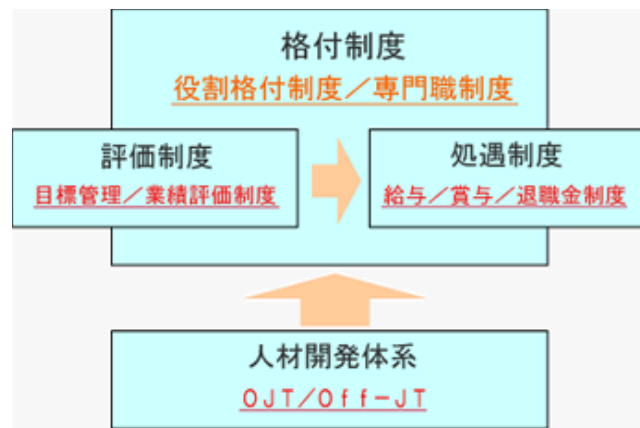 格付制度
役割格付制度／専門職制度
評価制度
目標管理／業績評価制度
処遇制度
給与／賞与／退職金制度
人材開発体系
ＯＪＴ／Ｏｆｆ－ＪＴ